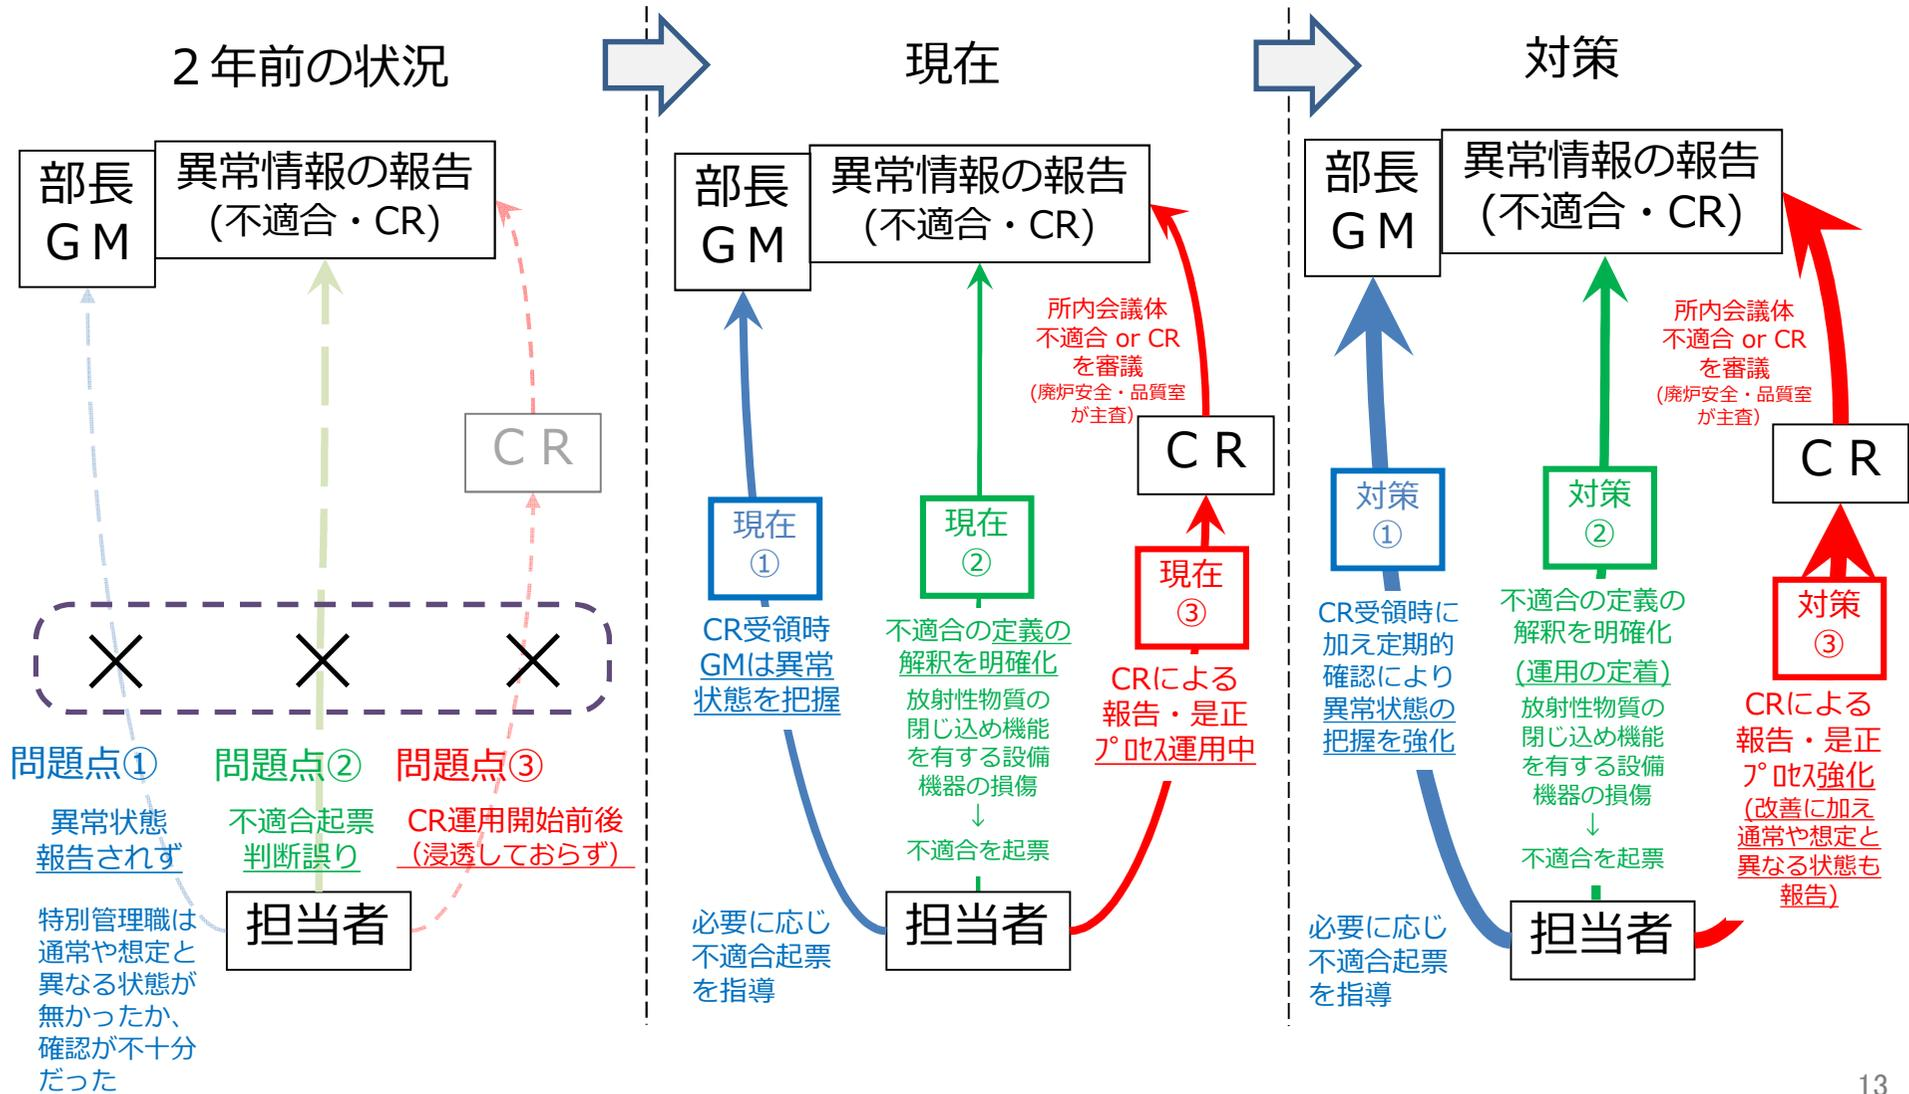 ２年前の状況
部長
ＧＭ
異常情報の報告
(不適合・CR)
ＣＲ
問題点①
異常状態
報告されず
特別管理職は
通常や想定と
異なる状態が
無かったか、
確認が不十分
だった
問題点②
不適合起票
判断誤り
問題点③
CR運用開始前後
（浸透しておらず）
担当者
現在
部長
ＧＭ
異常情報の報告
(不適合・CR)
所内会議体
不適合 or CR
を審議
(廃炉安全・品質室
が主査)
ＣＲ
現在
①
CR受領時
GMは異常
状態を把握
必要に応じ
不適合起票
を指導
現在
②
不適合の定義の
解釈を明確化
放射性物質の
閉じ込め機能
を有する設備
機器の損傷
↓
不適合を起票
現在
③
CRによる
報告・是正
ﾌﾟﾛｾｽ運用中
担当者
対策
部長
ＧＭ
異常情報の報告
(不適合・CR)
所内会議体
不適合 or CR
を審議
(廃炉安全・品質室
が主査)
ＣＲ
対策
①
CR受領時に
加え定期的
確認により
異常状態の
把握を強化
必要に応じ
不適合起票
を指導
対策
②
不適合の定義の
解釈を明確化
(運用の定着)
放射性物質の
閉じ込め機能
を有する設備
機器の損傷
↓
不適合を起票
対策
③
CRによる
報告・是正
ﾌﾟﾛｾｽ強化
(改善に加え
通常や想定と
異なる状態も
報告)
担当者
13